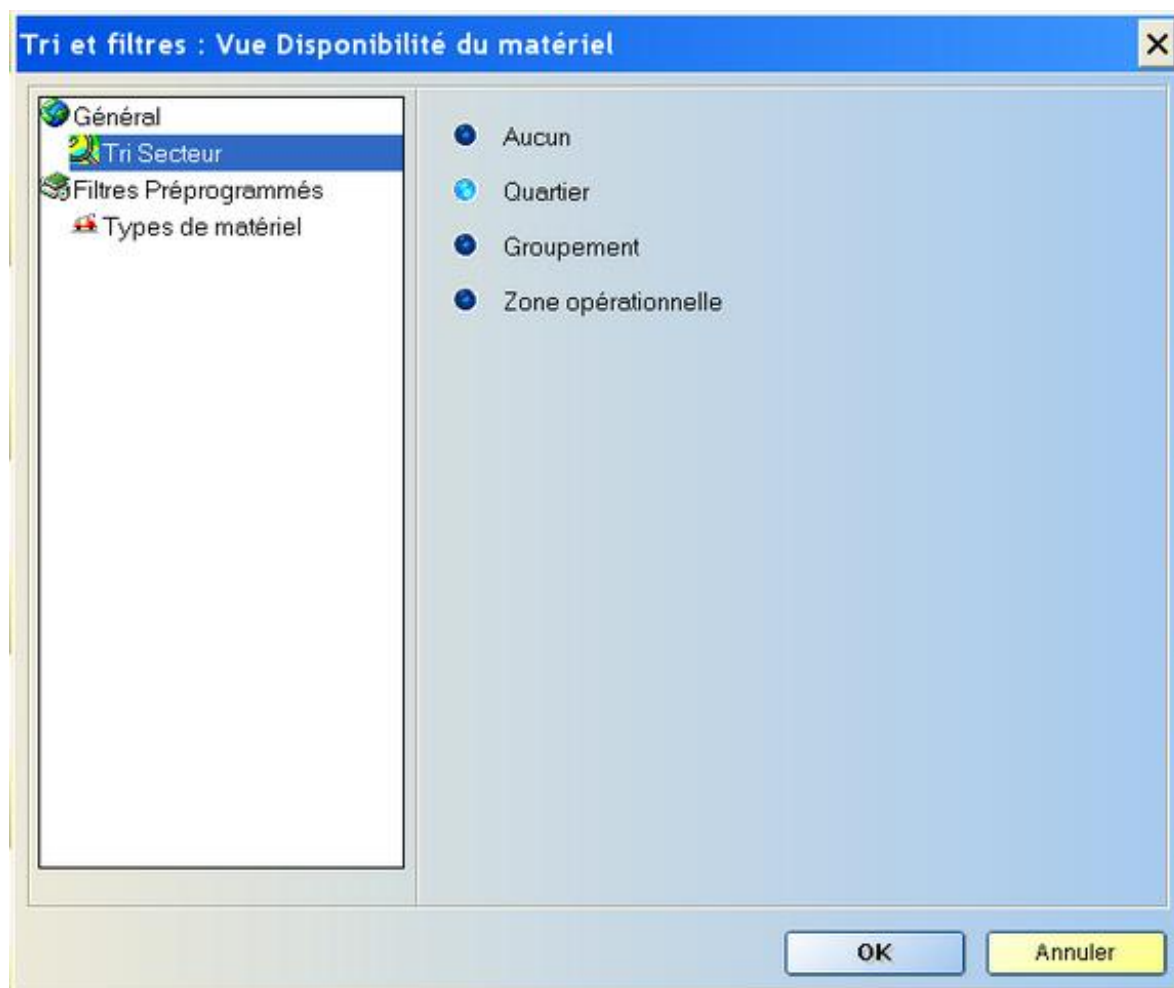 Tri et filtres : Vue Disponibilité du matériel
Général
Tri Secteur
Filtres Préprogrammés
Types de matériel
Aucun
Quartier
Groupement
Zone opérationnelle
OK
Annuler